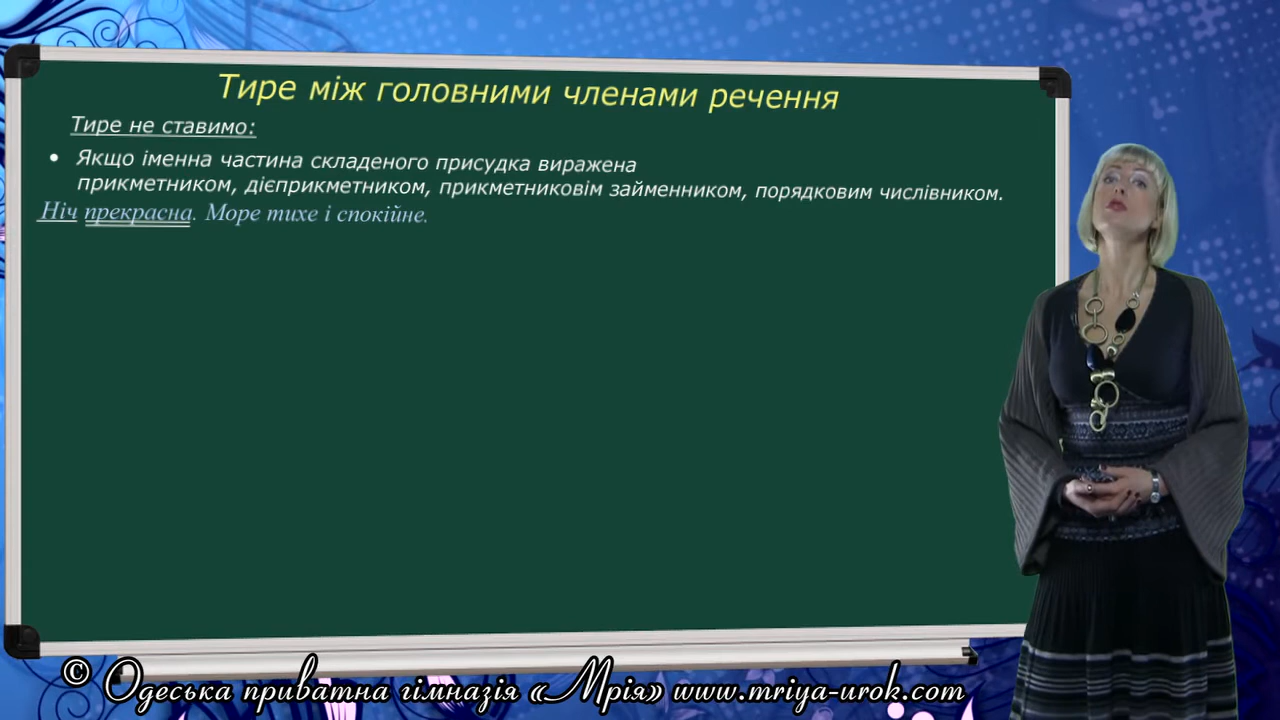 Тире між головними членами речення
Тире не ставимо:
• Якщо іменна частина складеного присудка виражена
прикметником, дієприкметником, прикметниковім займенником, порядковим числівником.
Ніч прекрасна. Море тихе і спокійне.
© Одеська приватна гімназія «Мрія» www.mriya-urok.com